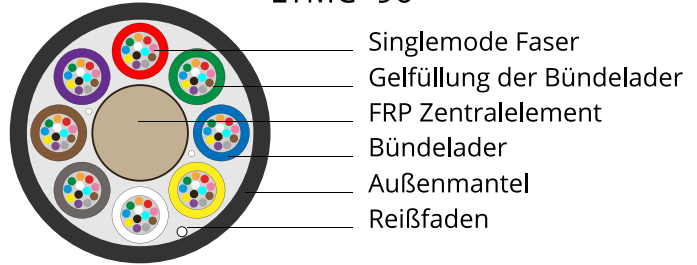 Singlemode Faser
Gelfüllung der Bündelader
FRP Zentralelement
Bündelader
Außenmantel
Reißfaden